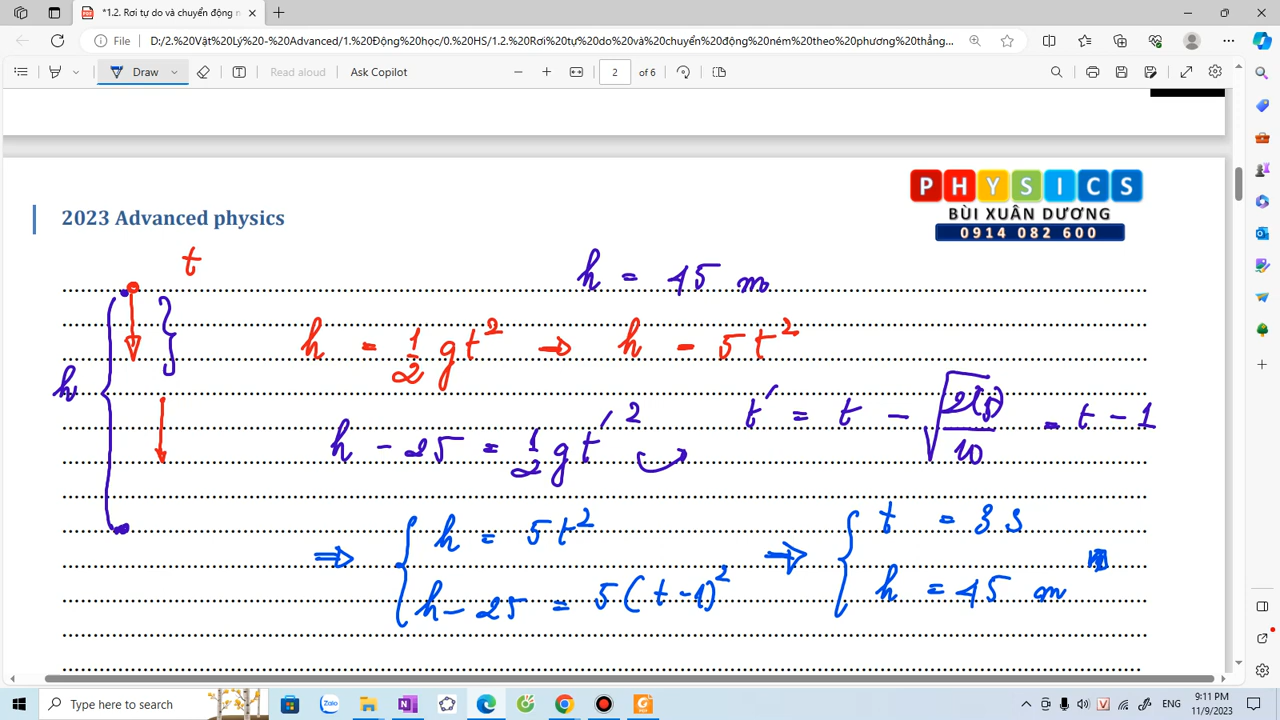 *1.2. Rơi tự do và chuyển động n
File
D:/2.%20Vật%20Lý%20-%20Advanced/1.%20Động%20học/0.%20HS/1.2.%20Rơi%20tự%20do%20và%20chuyển%20động%20ném%20theo%20phương%20thẳng...
Draw
Read aloud
Ask Copilot
2 of 6
PHYSICS
BÙI XUÂN DƯƠNG
0914 082 600
2023 Advanced physics
t
h = 45 m
h = 1/2 gt² → h = 5t²
h
t' = t - √(2(5)/10) = t - 1
h - 25 = 1/2 gt'²
⇒ { h = 5t² ⇒ { t = 3s
h - 25 = 5(t-1)² h = 45 m
Type here to search
Zalo
ENG
9:11 PM
11/9/2023